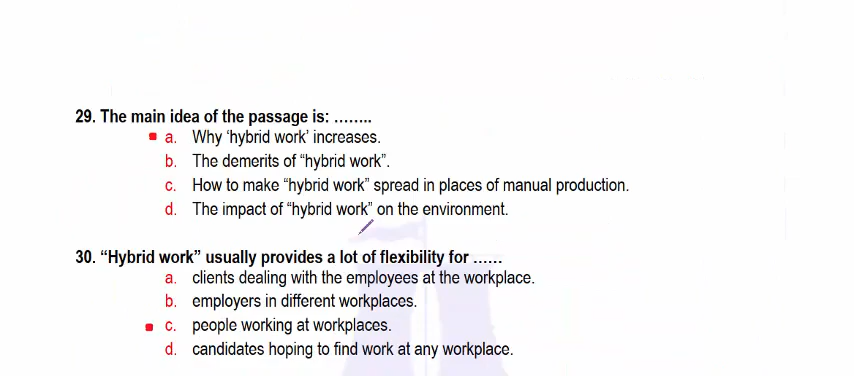 29. The main idea of the passage is: ........
a. Why ‘hybrid work’ increases.
b. The demerits of “hybrid work”.
c. How to make “hybrid work” spread in places of manual production.
d. The impact of “hybrid work” on the environment.
30. “Hybrid work” usually provides a lot of flexibility for ......
a. clients dealing with the employees at the workplace.
b. employers in different workplaces.
c. people working at workplaces.
d. candidates hoping to find work at any workplace.